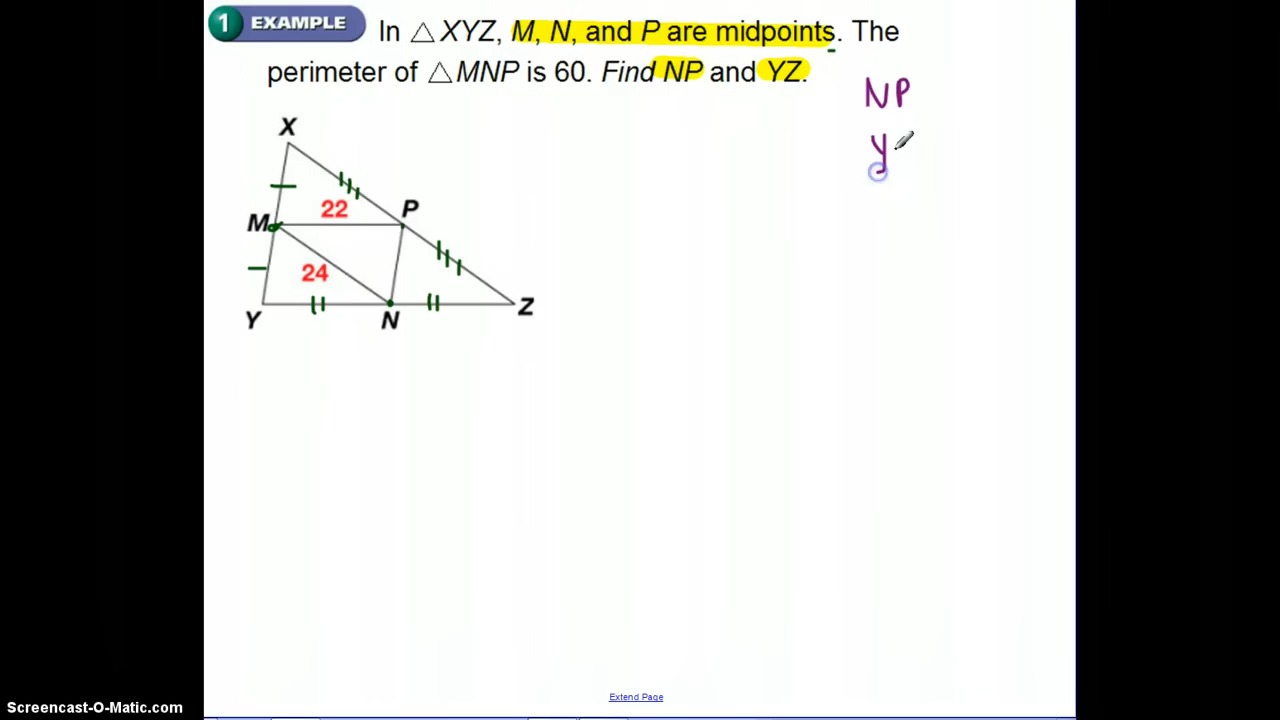 1 EXAMPLE In △XYZ, M, N, and P are midpoints. The
perimeter of △MNP is 60. Find NP and YZ.
NP
Y
X
22
P
M
24
Y
N
Z
Extend Page
Screencast-O-Matic.com